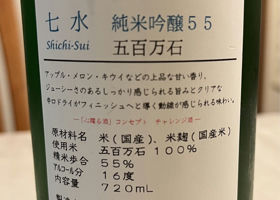 七水 純米吟醸55
Shichi-Sui 五百万石
アップル・メロン・キウイなどの上品な甘い香り。
ジューシーさのあるしっかり感じられる旨みとクリアな
キロドライがフィニッシュへと導く動線が感じられる味わい。
―「心躍る酒」コンセプト チャレンジ酒―
原材料名 米(国産)、米麹(国産米)
使用米 五百万石 100%
精米歩合 55%
アルコール分 16度
内容量 720mL